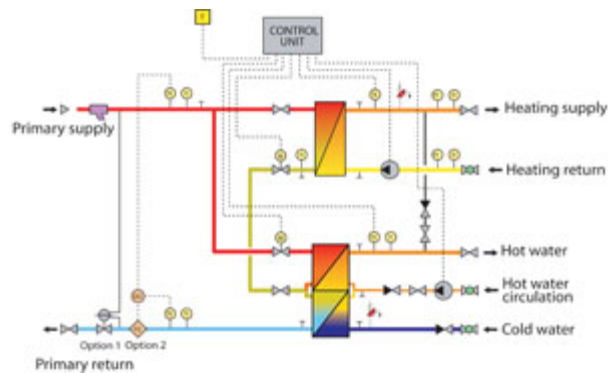 CONTROL
UNIT
Primary supply
Heating supply
Heating return
Hot water
Hot water
circulation
Cold water
Option 1
Option 2
Primary return